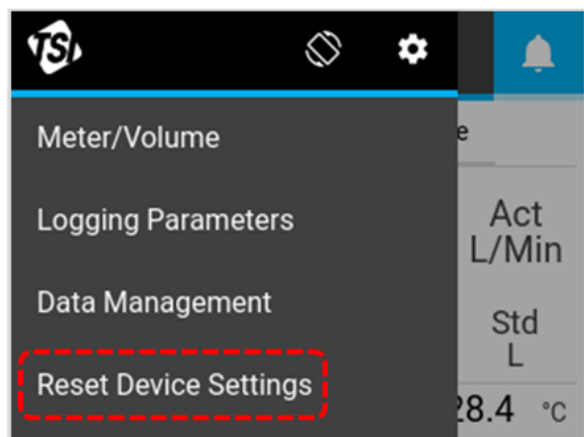 TSI
e
Meter/Volume
Logging Parameters
Act
L/Min
Data Management
Std
L
Reset Device Settings
28.4 °C